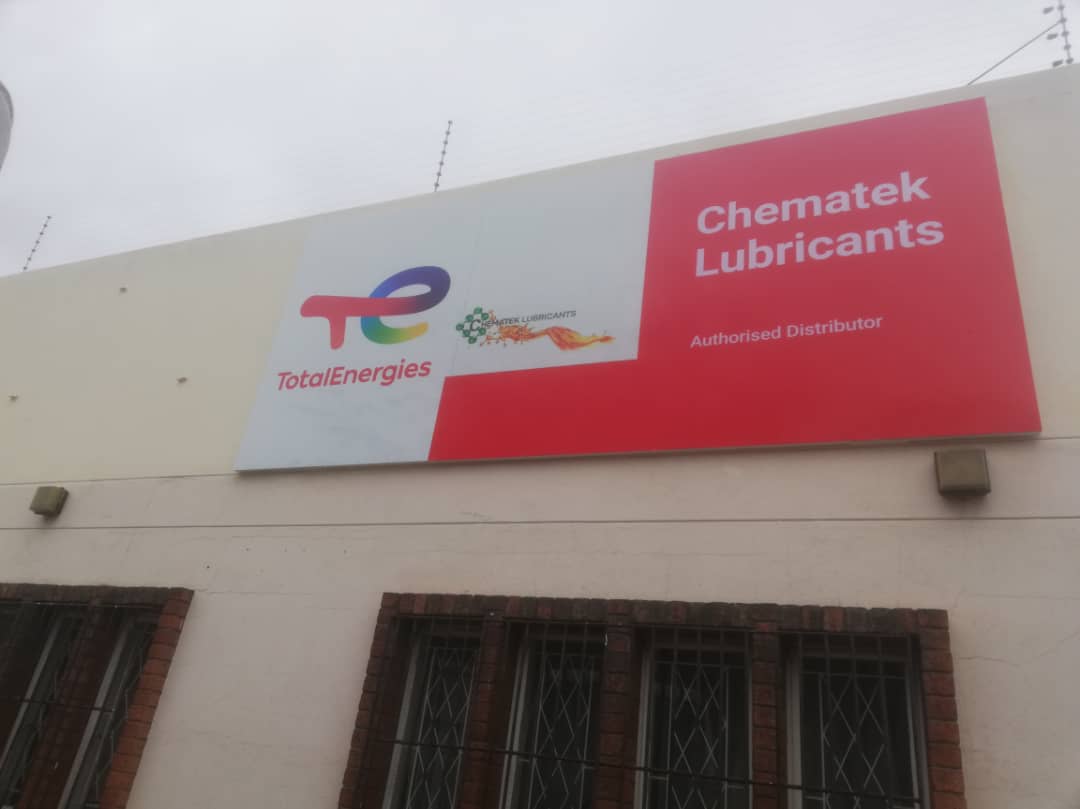 TotalEnergies
CHEMATEK LUBRICANTS
Chematek
Lubricants
Authorised Distributor